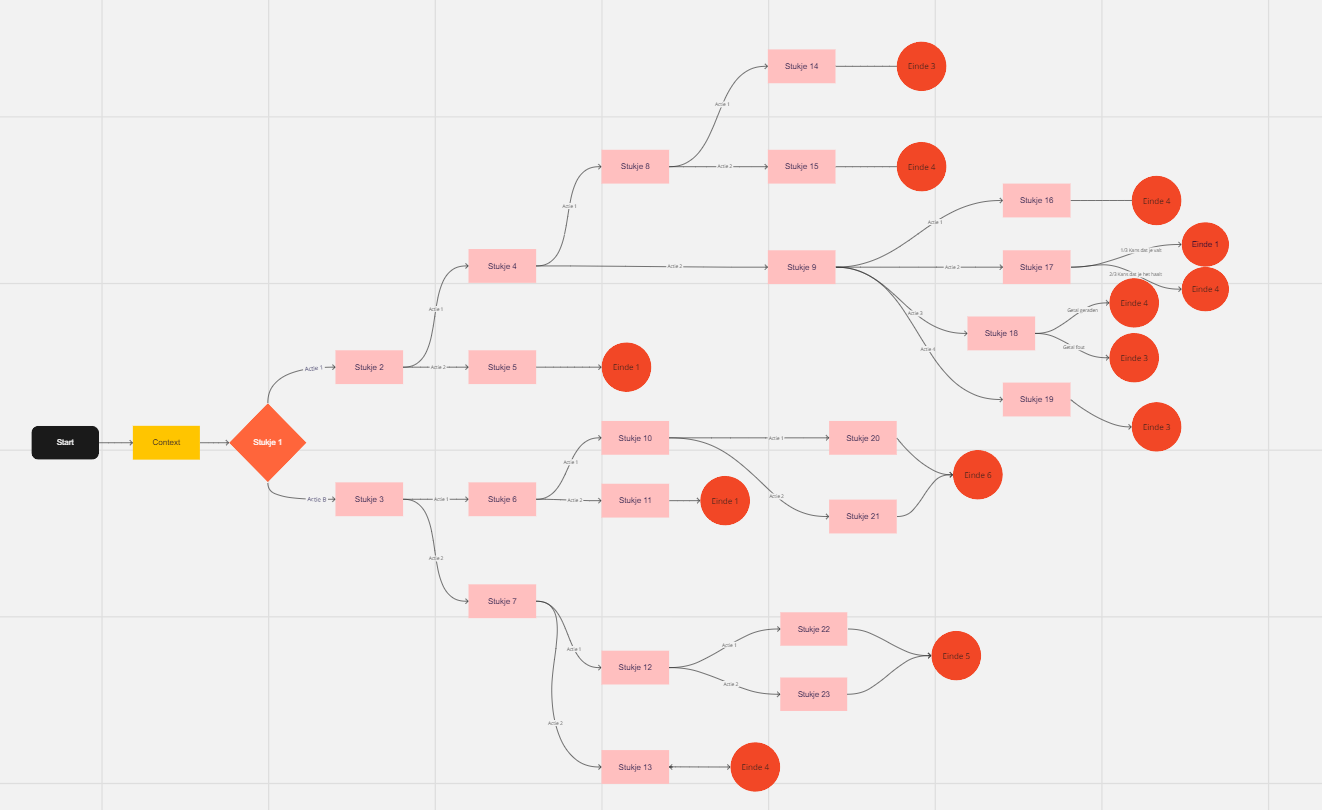 Stukje 14
Einde 3
Actie 1
Stukje 8
Actie 2
Stukje 15
Einde 4
Actie 1
Stukje 16
Einde 4
Actie 1
Stukje 4
Actie 2
Stukje 9
Actie 2
Stukje 17
1/3 Kans dat je valt
Einde 1
2/3 Kans dat je het haalt
Einde 4
Actie 1
Actie 3
Stukje 18
Getal geraden
Einde 4
Getal fout
Einde 3
Actie 4
Actie 1
Stukje 2
Actie 2
Stukje 5
Einde 1
Stukje 19
Einde 3
Start
Context
Stukje 1
Stukje 10
Actie 1
Stukje 20
Actie 1
Einde 6
Actie B
Stukje 3
Actie 1
Stukje 6
Actie 2
Stukje 11
Einde 1
Actie 2
Stukje 21
Actie 2
Stukje 7
Actie 1
Stukje 12
Actie 1
Stukje 22
Actie 2
Stukje 23
Einde 5
Actie 2
Stukje 13
Einde 4